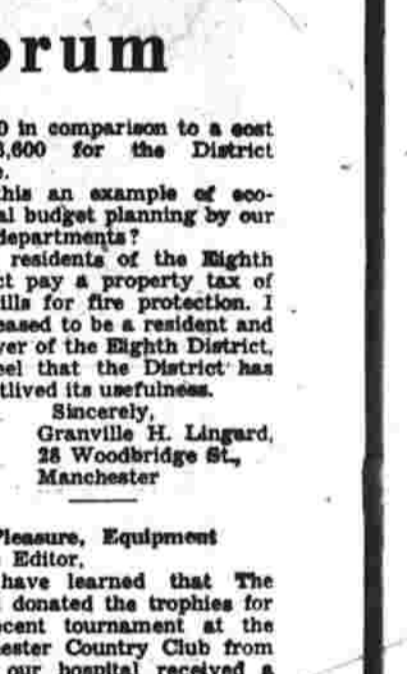 orum
0 in comparison to a cost
,600 for the District
.
this an example of eco-
al budget planning by our
departments?
residents of the Eighth
ct pay a property tax of
ills for fire protection. I
eased to be a resident and
yer of the Eighth District,
eel that the District has
tlived its usefulness.
Sincerely,
Granville H. Lingard,
28 Woodbridge St.,
Manchester
Pleasure, Equipment
Editor,
have learned that The
donated the trophies for
ecent tournament at the
ester Country Club from
our hospital received a